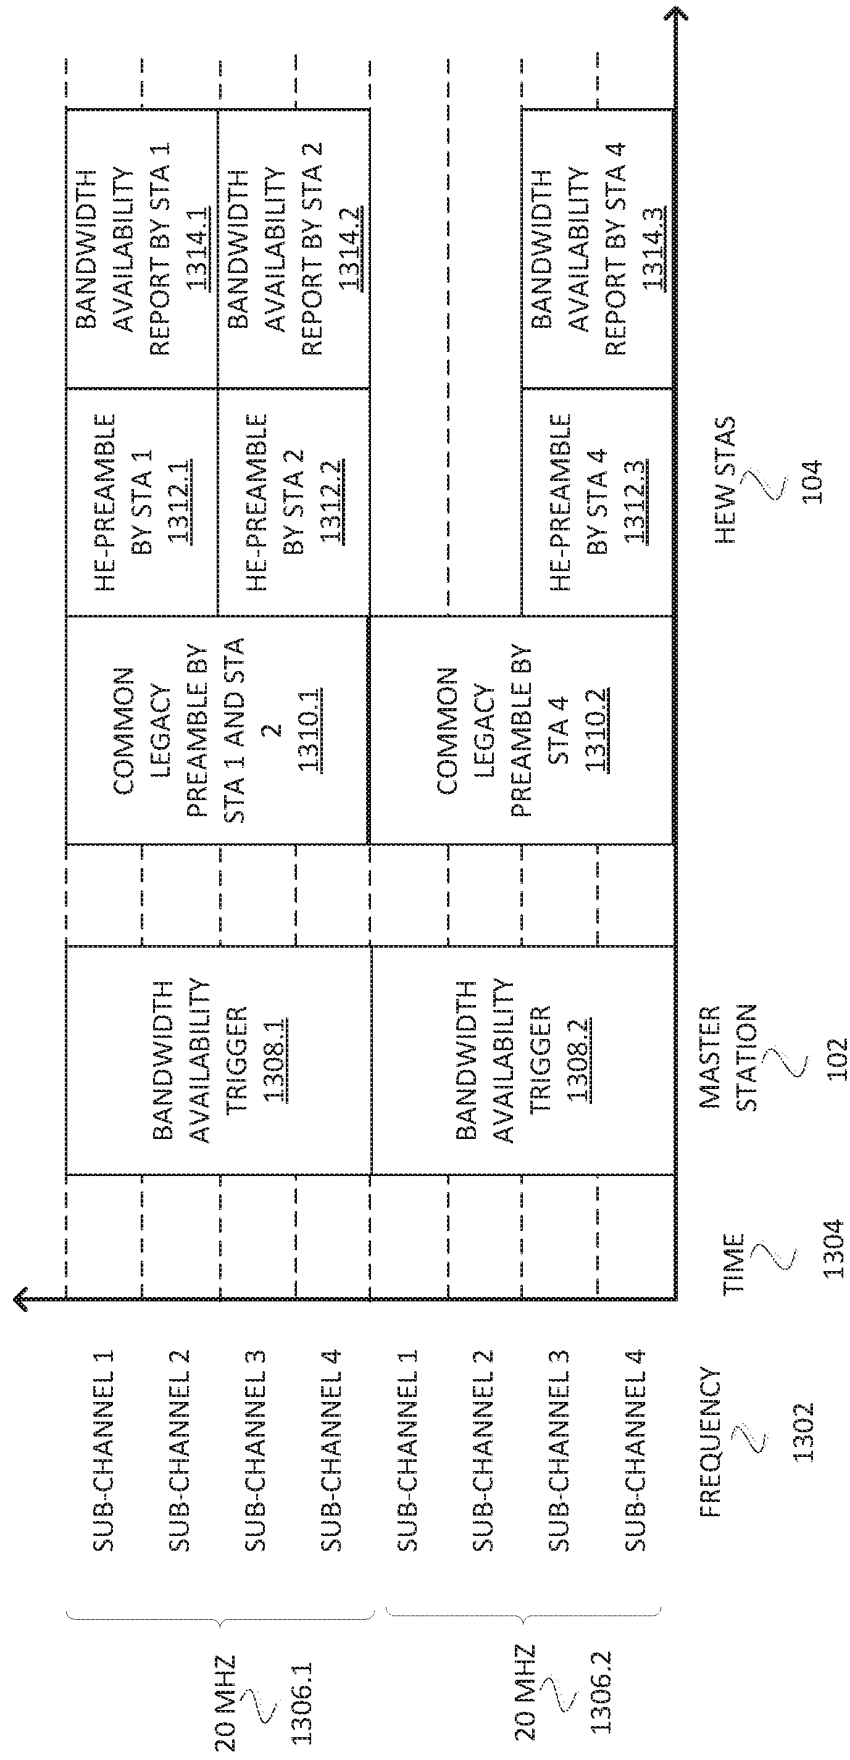 20 MHZ
1306.1
20 MHZ
1306.2
SUB-CHANNEL 1
SUB-CHANNEL 2
SUB-CHANNEL 3
SUB-CHANNEL 4
SUB-CHANNEL 1
SUB-CHANNEL 2
SUB-CHANNEL 3
SUB-CHANNEL 4
FREQUENCY
1302
TIME
1304
BANDWIDTH
AVAILABILITY
TRIGGER
1308.1
BANDWIDTH
AVAILABILITY
TRIGGER
1308.2
MASTER
STATION
102
COMMON
LEGACY
PREAMBLE BY
STA 1 AND STA
2
1310.1
COMMON
LEGACY
PREAMBLE BY
STA 4
1310.2
HE-PREAMBLE
BY STA 1
1312.1
HE-PREAMBLE
BY STA 2
1312.2
HE-PREAMBLE
BY STA 4
1312.3
HEW STAS
104
BANDWIDTH
AVAILABILITY
REPORT BY STA 1
1314.1
BANDWIDTH
AVAILABILITY
REPORT BY STA 2
1314.2
BANDWIDTH
AVAILABILITY
REPORT BY STA 4
1314.3